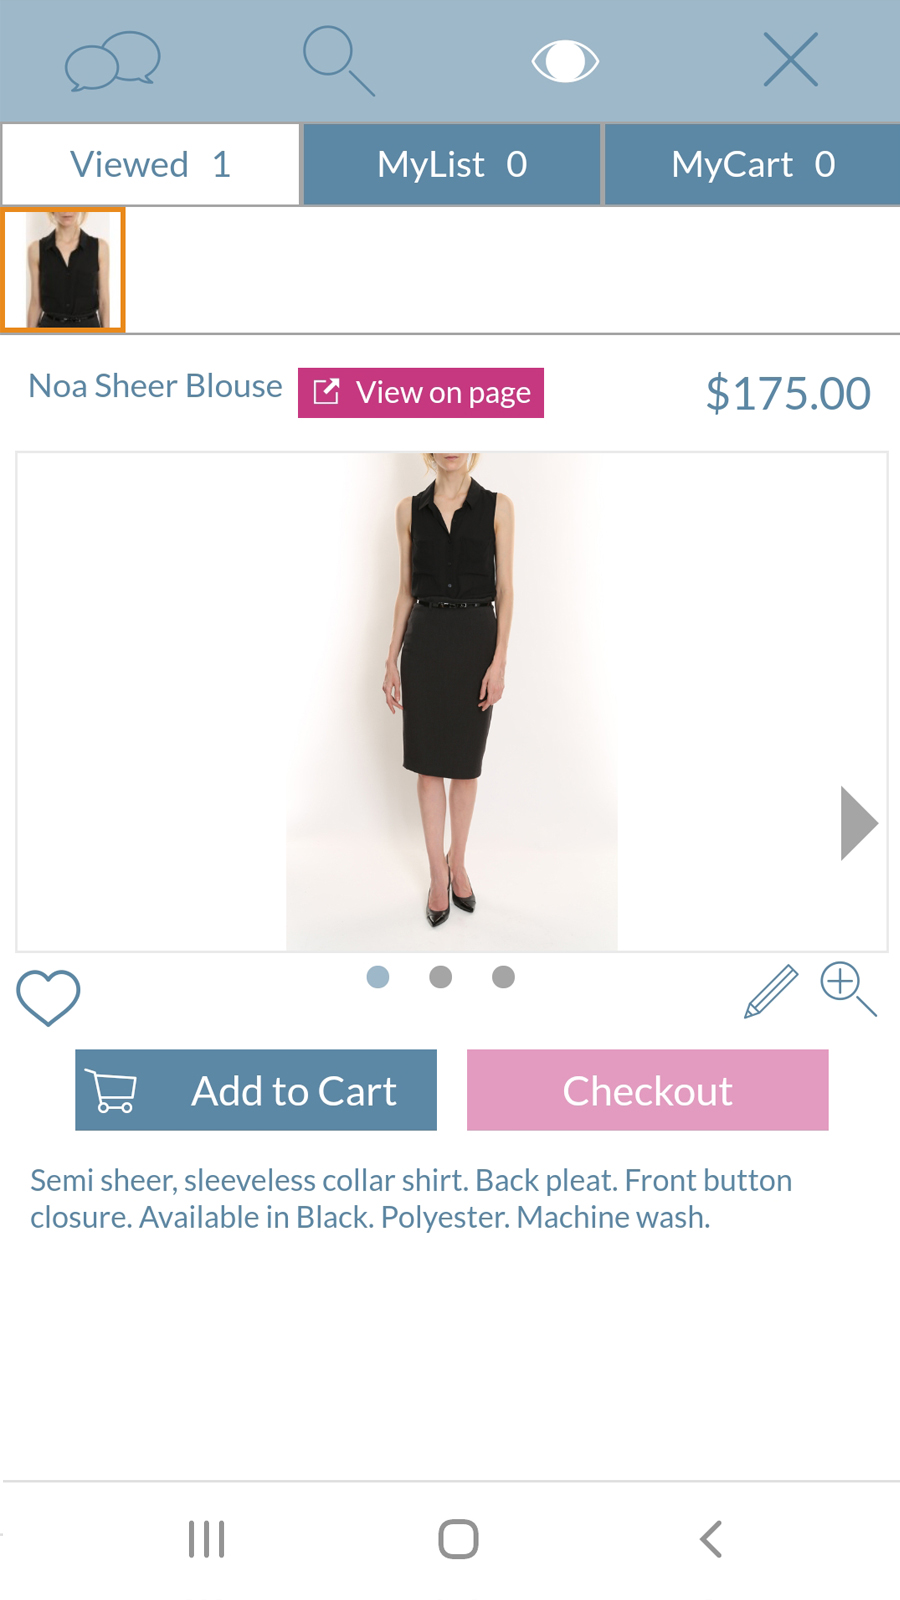 Viewed 1
MyList 0
MyCart 0
Noa Sheer Blouse
View on page
$175.00
Add to Cart
Checkout
Semi sheer, sleeveless collar shirt. Back pleat. Front button
closure. Available in Black. Polyester. Machine wash.